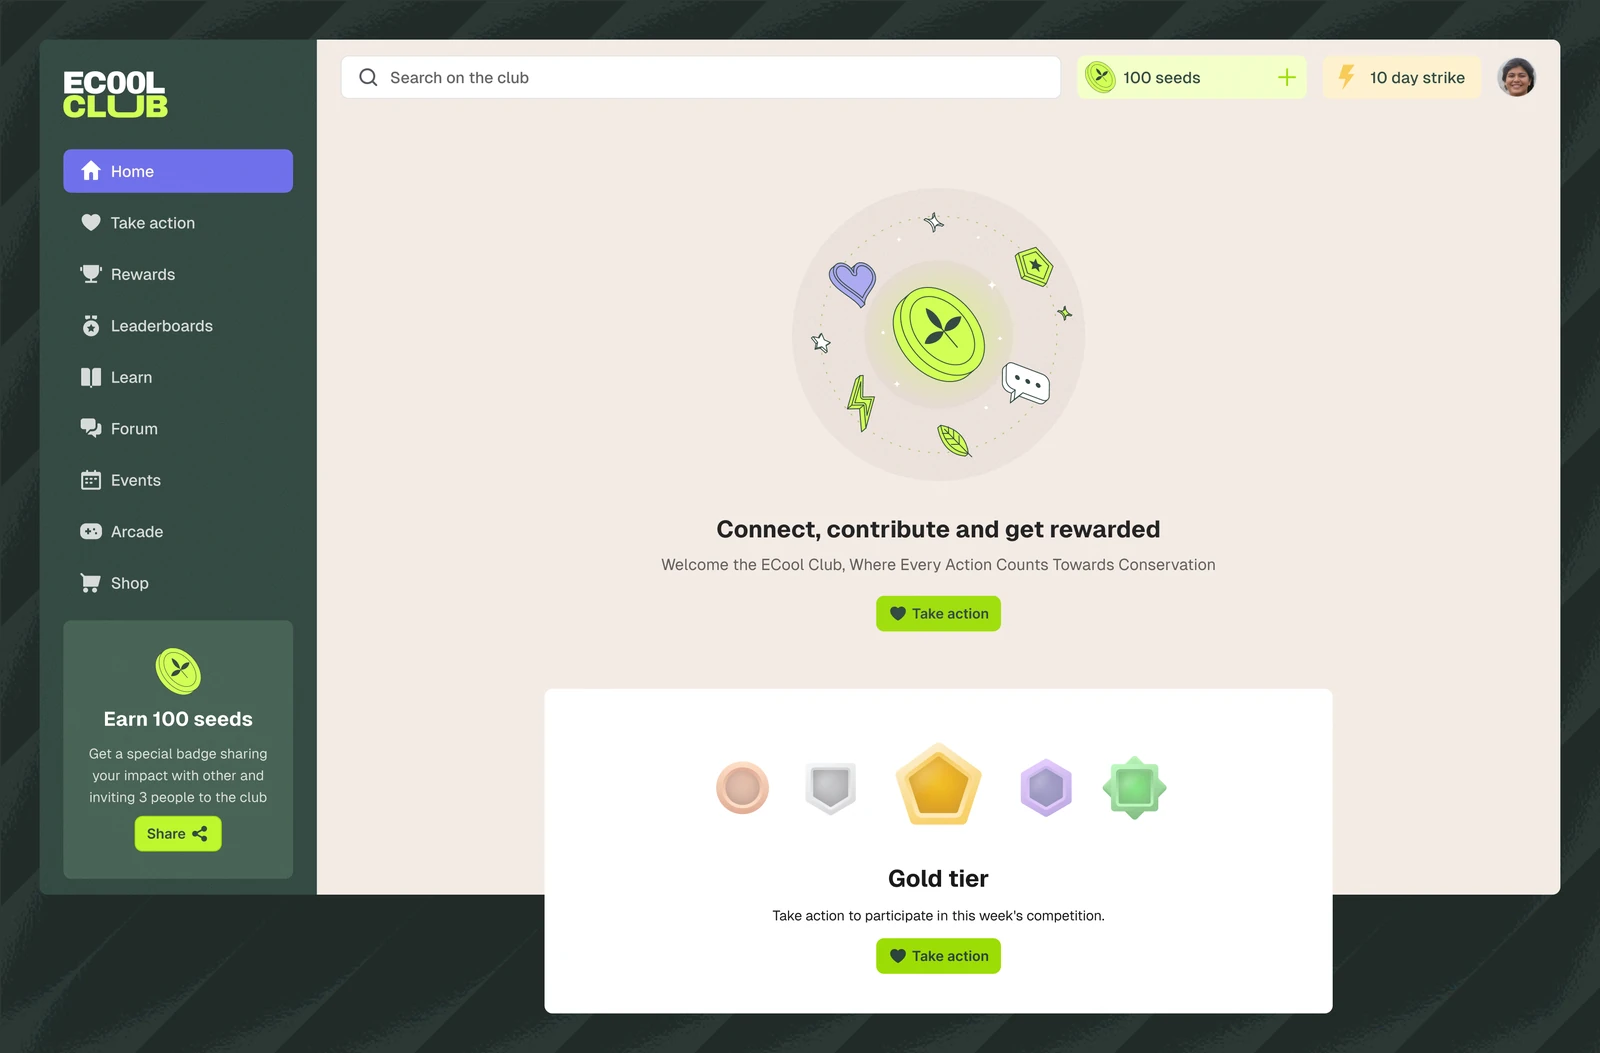 ECOOL
CLUB
Search on the club
100 seeds
10 day strike
Home
Take action
Rewards
Leaderboards
Learn
Forum
Events
Arcade
Shop
Earn 100 seeds
Get a special badge sharing
your impact with other and
inviting 3 people to the club
Share
Connect, contribute and get rewarded
Welcome the ECool Club, Where Every Action Counts Towards Conservation
Take action
Gold tier
Take action to participate in this week's competition.
Take action